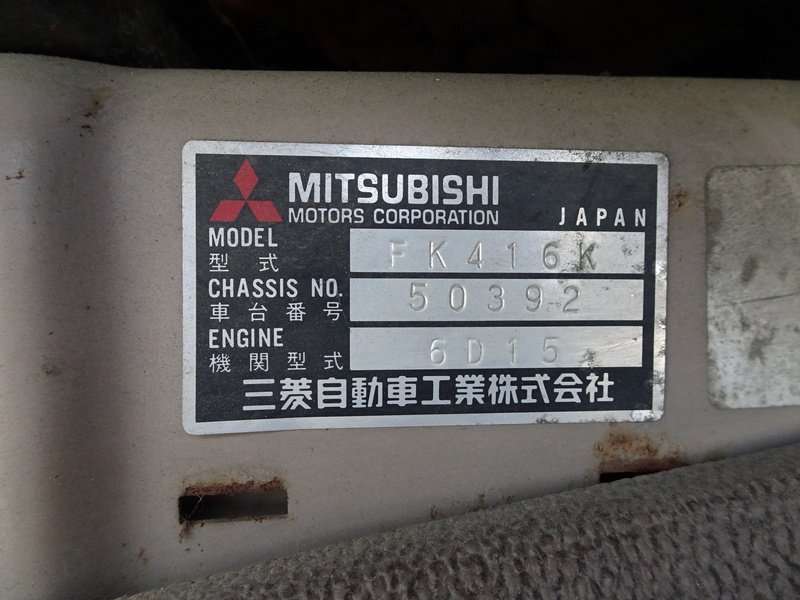 MITSUBISHI
MOTORS CORPORATION JAPAN
MODEL
型式 FK416K
CHASSIS NO.
車台番号 50392
ENGINE
機関型式 6D15
三菱自動車工業株式会社